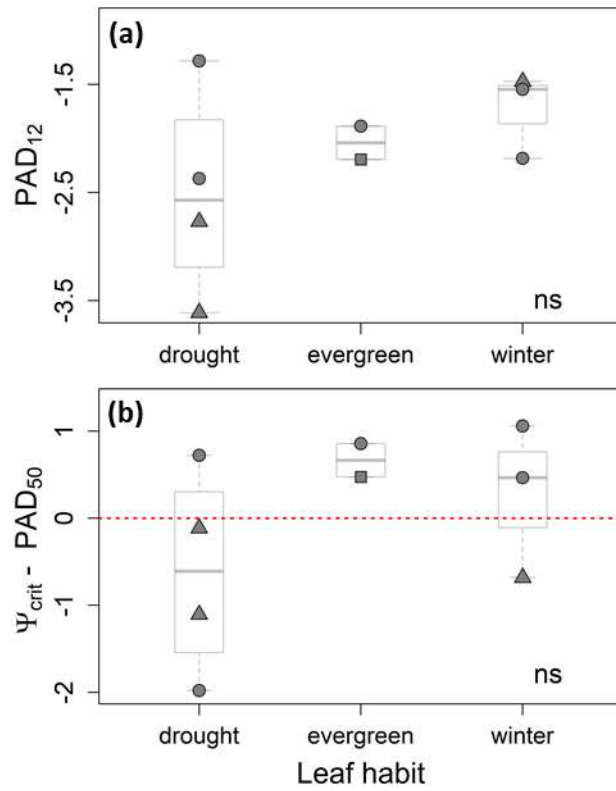 (a)
PAD12
-1.5
-2.5
-3.5
ns
drought evergreen winter
(b)
Ψcrit - PAD50
1
0
-1
-2
ns
drought evergreen winter
Leaf habit